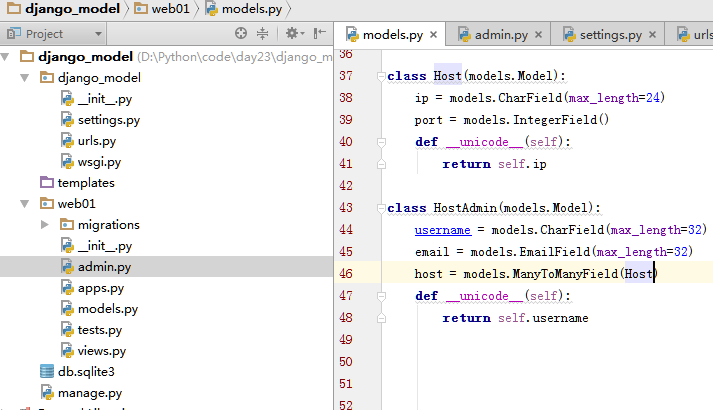 django_model web01 models.py
Project
django_model (D:\Python\code\day23\django_m
django_model
__init__.py
settings.py
urls.py
wsgi.py
templates
web01
migrations
__init__.py
admin.py
apps.py
models.py
tests.py
views.py
db.sqlite3
manage.py
models.py admin.py settings.py urls
36
37 class Host(models.Model):
38 ip = models.CharField(max_length=24)
39 port = models.IntegerField()
40 def __unicode__(self):
41 return self.ip
42
43 class HostAdmin(models.Model):
44 username = models.CharField(max_length=32)
45 email = models.EmailField(max_length=32)
46 host = models.ManyToManyField(Host)
47 def __unicode__(self):
48 return self.username
49
50
51
52